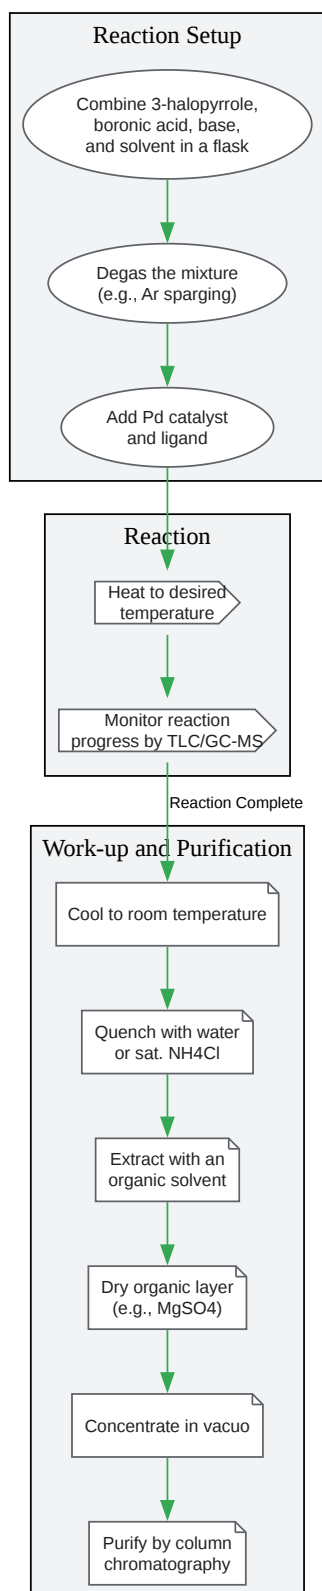 Reaction Setup
Combine 3-halopyrrole,
boronic acid, base,
and solvent in a flask
Degas the mixture
(e.g., Ar sparging)
Add Pd catalyst
and ligand
Reaction
Heat to desired
temperature
Monitor reaction
progress by TLC/GC-MS
Reaction Complete
Work-up and Purification
Cool to room temperature
Quench with water
or sat. NH4Cl
Extract with an
organic solvent
Dry organic layer
(e.g., MgSO4)
Concentrate in vacuo
Purify by column
chromatography